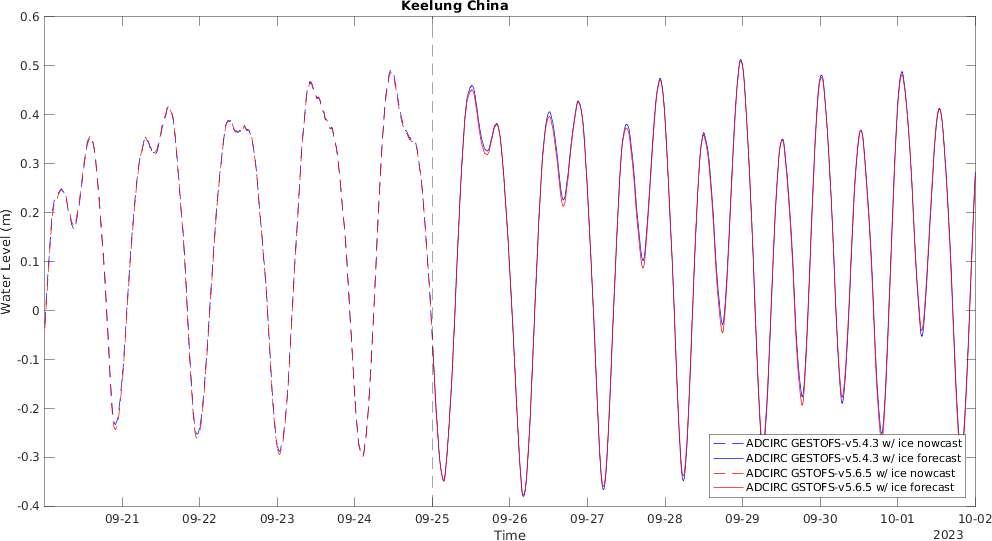 Keelung China
0.6
0.5
0.4
0.3
0.2
0.1
0
-0.1
-0.2
-0.3
-0.4
Water Level (m)
ADCIRC GESTOFS-v5.4.3 w/ ice nowcast
ADCIRC GESTOFS-v5.4.3 w/ ice forecast
ADCIRC GSTOFS-v5.6.5 w/ ice nowcast
ADCIRC GSTOFS-v5.6.5 w/ ice forecast
09-21 09-22 09-23 09-24 09-25 09-26 09-27 09-28 09-29 09-30 10-01 10-02
Time
2023